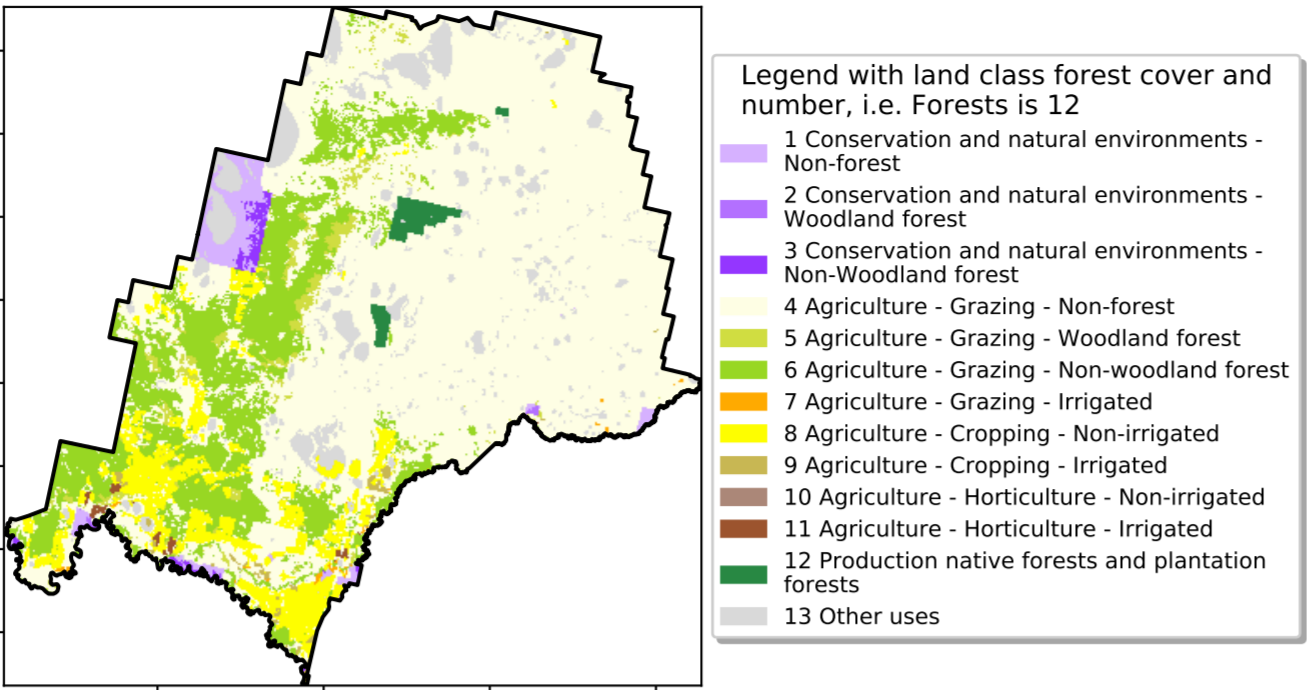 Legend with land class forest cover and
number, i.e. Forests is 12
1 Conservation and natural environments -
Non-forest
2 Conservation and natural environments -
Woodland forest
3 Conservation and natural environments -
Non-Woodland forest
4 Agriculture - Grazing - Non-forest
5 Agriculture - Grazing - Woodland forest
6 Agriculture - Grazing - Non-woodland forest
7 Agriculture - Grazing - Irrigated
8 Agriculture - Cropping - Non-irrigated
9 Agriculture - Cropping - Irrigated
10 Agriculture - Horticulture - Non-irrigated
11 Agriculture - Horticulture - Irrigated
12 Production native forests and plantation
forests
13 Other uses